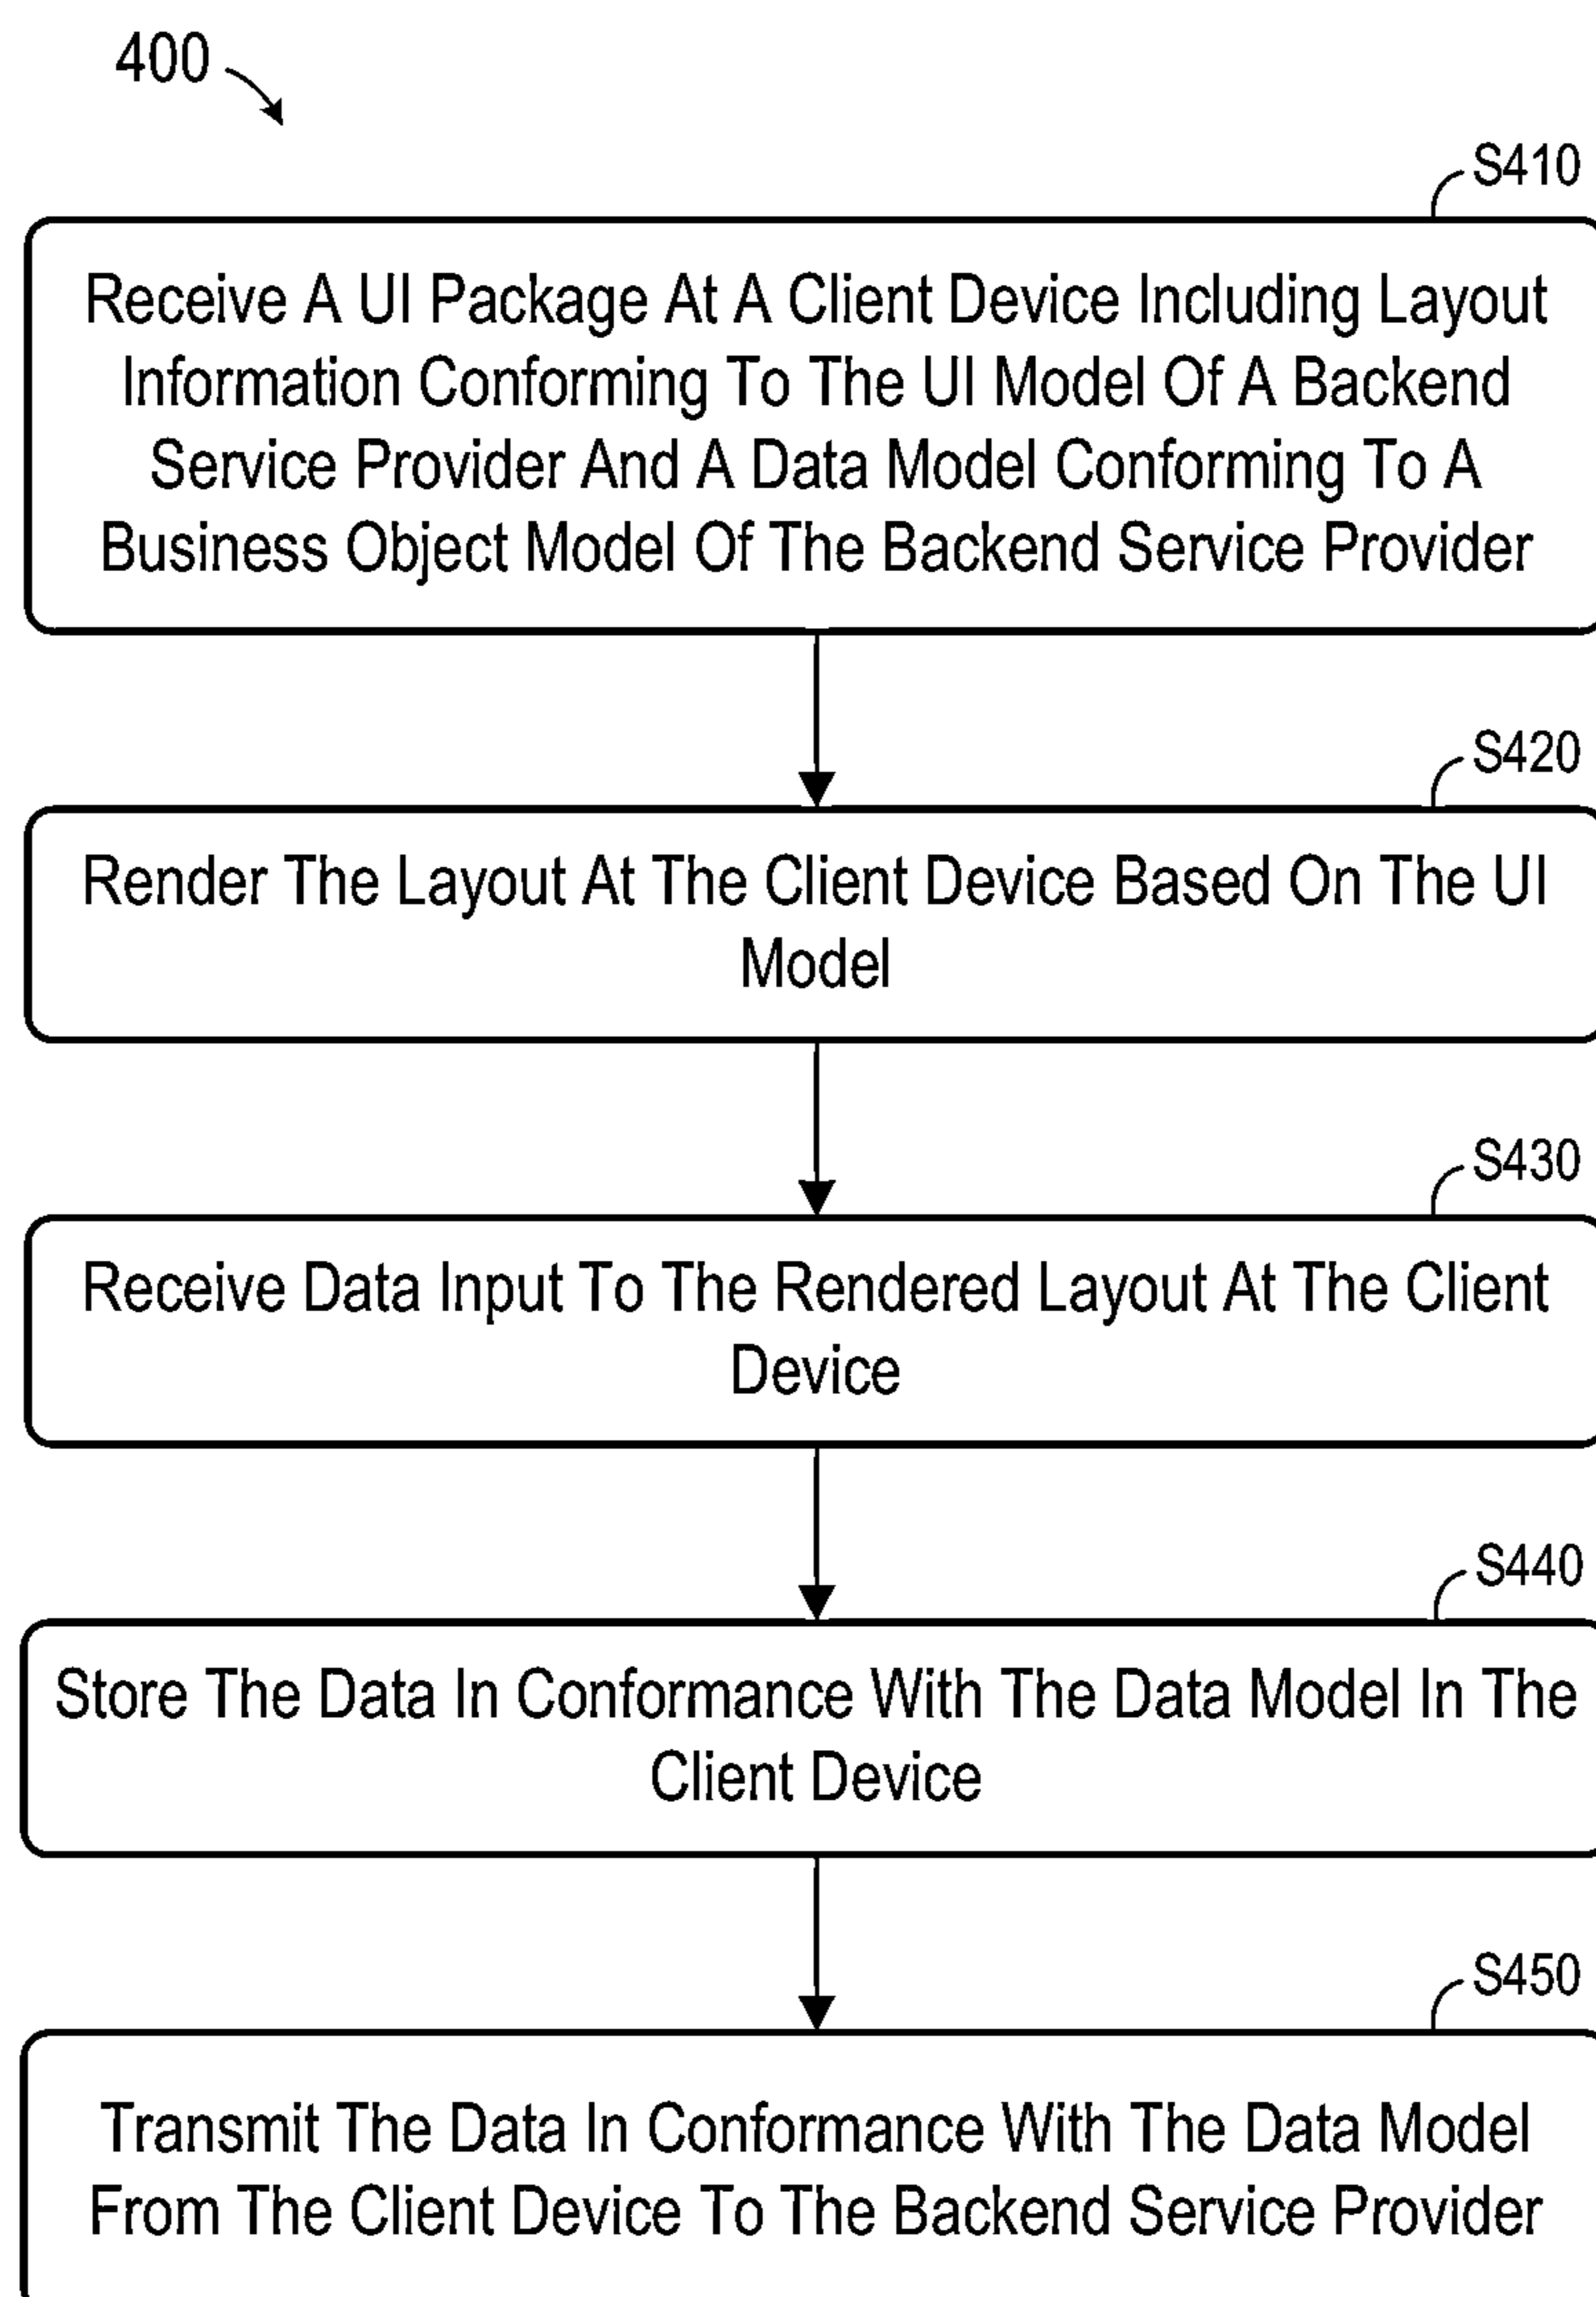 400
S410
Receive A UI Package At A Client Device Including Layout
Information Conforming To The UI Model Of A Backend
Service Provider And A Data Model Conforming To A
Business Object Model Of The Backend Service Provider
S420
Render The Layout At The Client Device Based On The UI
Model
S430
Receive Data Input To The Rendered Layout At The Client
Device
S440
Store The Data In Conformance With The Data Model In The
Client Device
S450
Transmit The Data In Conformance With The Data Model
From The Client Device To The Backend Service Provider